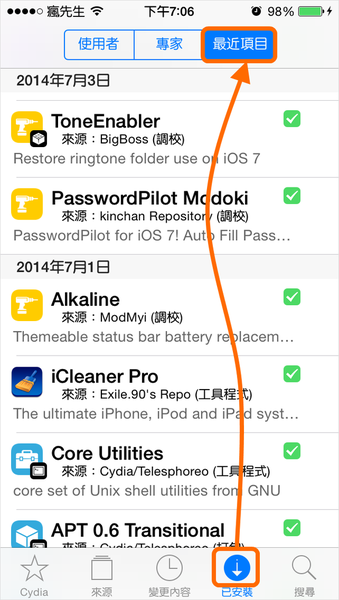 瘋先生
下午7:06
98%
使用者
專家
最近項目
2014年7月3日
ToneEnabler
來源：BigBoss (調校)
Restore ringtone folder use on iOS 7
PasswordPilot Modoki
來源：kinchan Repository (調校)
PasswordPilot for iOS 7! Auto Fill Pass…
2014年7月1日
Alkaline
來源：ModMyi (調校)
Themeable status bar battery replacem…
iCleaner Pro
來源：Exile.90's Repo (工具程式)
The ultimate iPhone, iPod and iPad syst…
Core Utilities
來源：Cydia/Telesphoreo (工具程式)
core set of Unix shell utilities from GNU
APT 0.6 Transitional
來源：Cydia/Telesphoreo (打包)
Cydia
來源
變更內容
已安裝
搜尋